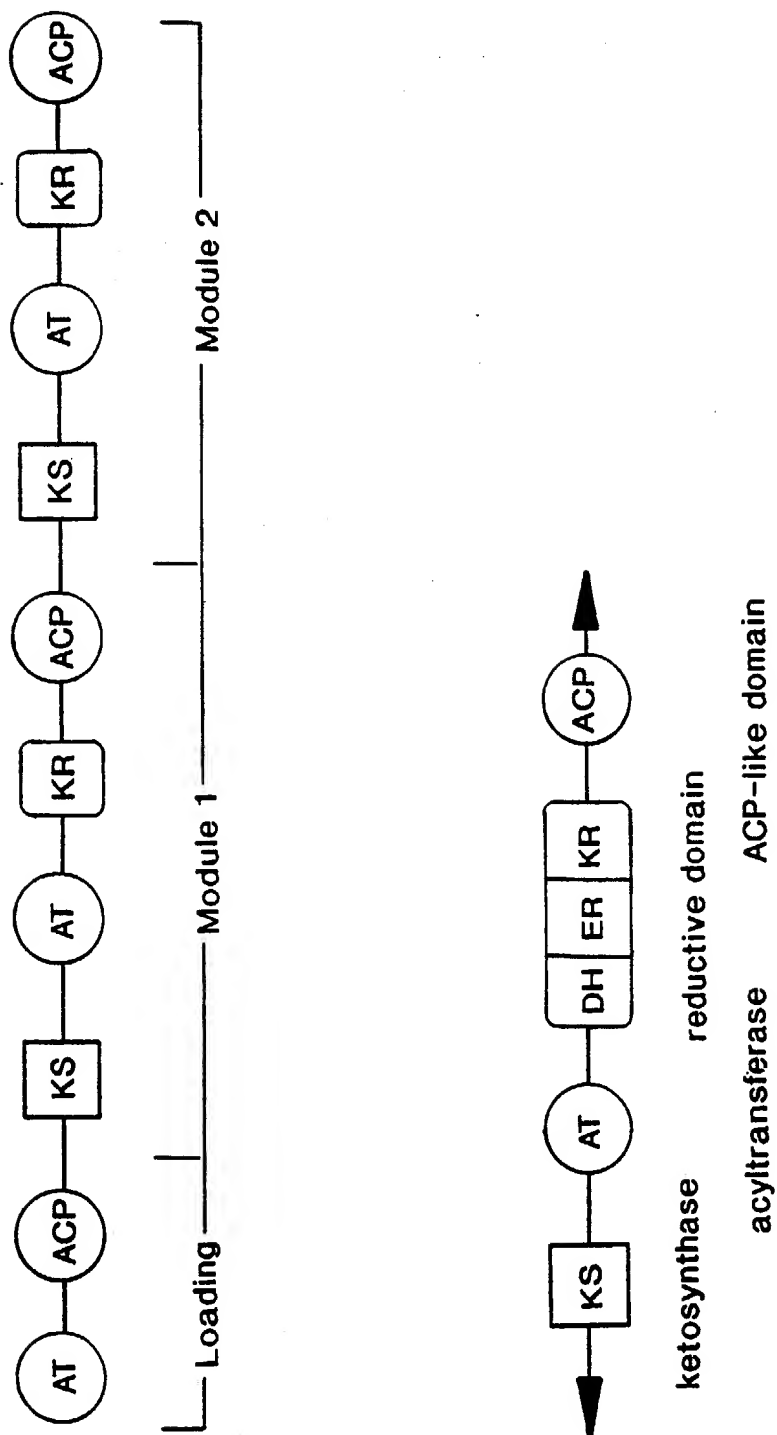 AT ACP KS AT KR ACP KS AT KR ACP
Loading Module 1 Module 2
KS AT DH ER KR ACP
ketosynthase reductive domain
acyltransferase ACP-like domain